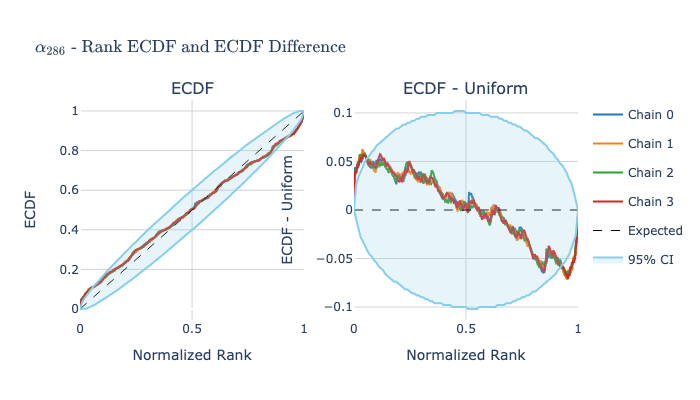 α₂₈₆ - Rank ECDF and ECDF Difference
ECDF
ECDF - Uniform
ECDF
1
0.8
0.6
0.4
0.2
0
0
0.5
1
Normalized Rank
ECDF - Uniform
0.1
0.05
0
−0.05
−0.1
0
0.5
1
Normalized Rank
Chain 0
Chain 1
Chain 2
Chain 3
Expected
95% CI